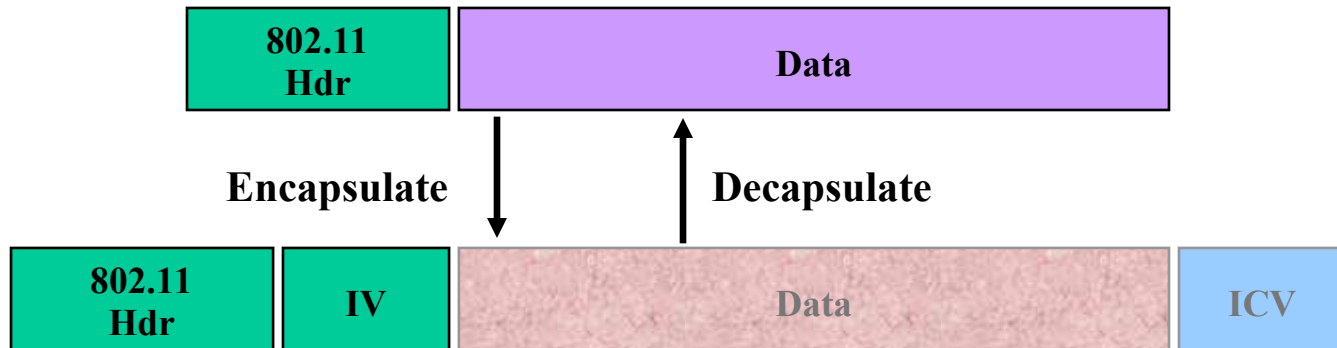 802.11
Hdr
Data
Encapsulate
Decapsulate
802.11
Hdr
IV
Data
ICV